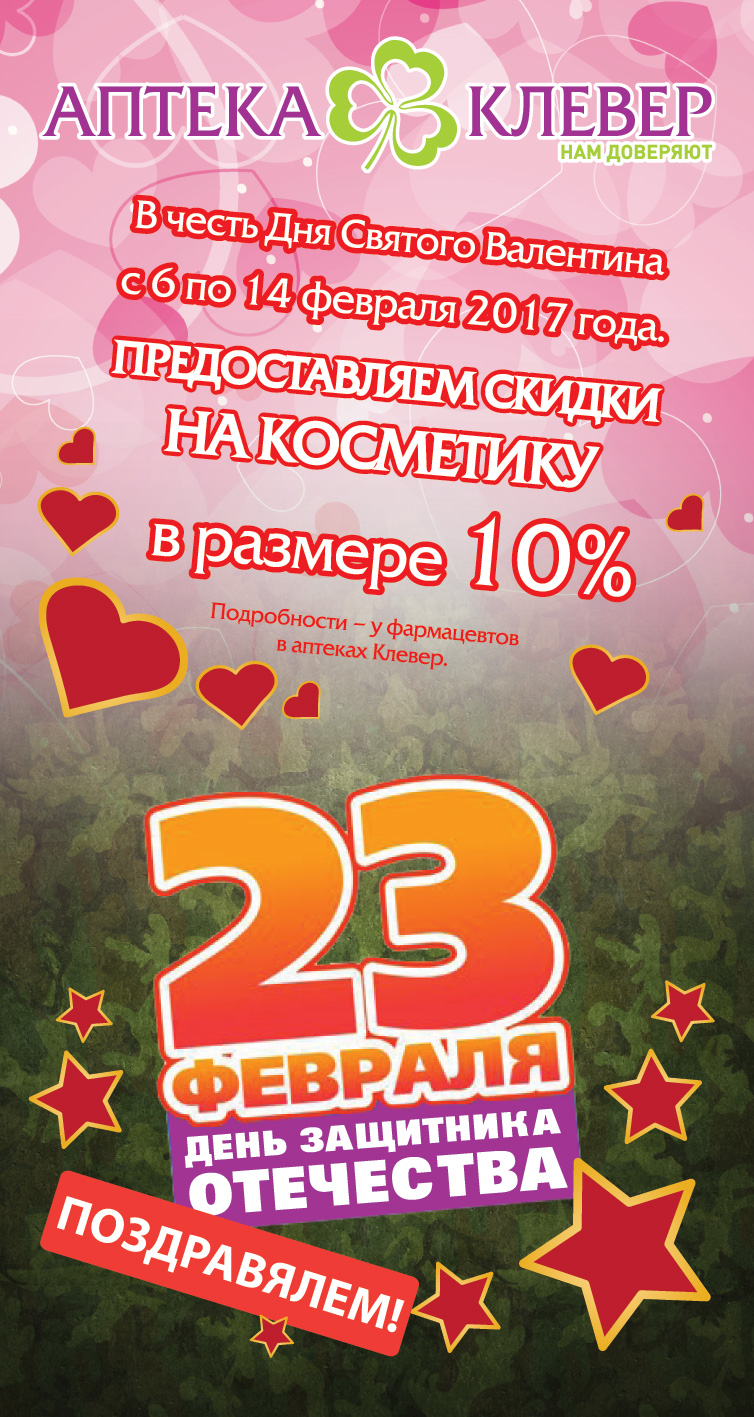 АПТЕКА КЛЕВЕР
НАМ ДОВЕРЯЮТ
В честь Дня Святого Валентина
с 6 по 14 февраля 2017 года.
ПРЕДОСТАВЛЯЕМ СКИДКИ
НА КОСМЕТИКУ
в размере 10%
Подробности – у фармацевтов
в аптеках Клевер.
23
ФЕВРАЛЯ
ДЕНЬ ЗАЩИТНИКА
ОТЕЧЕСТВА
ПОЗДРАВЯЛЕМ!